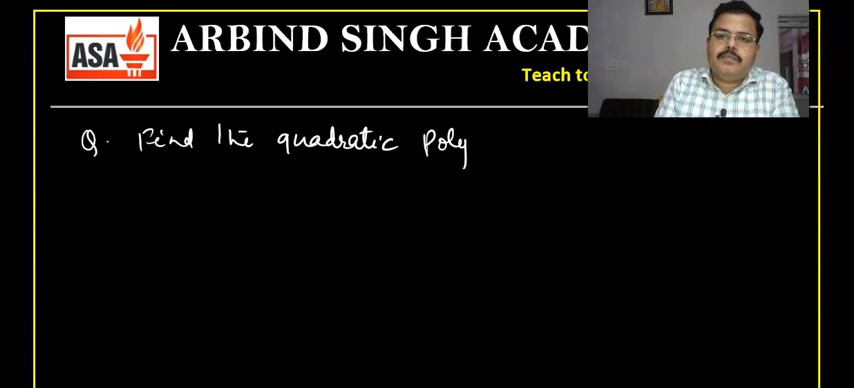 ASA
ARBIND SINGH ACAD
Teach to
Q. Find the quadratic Poly